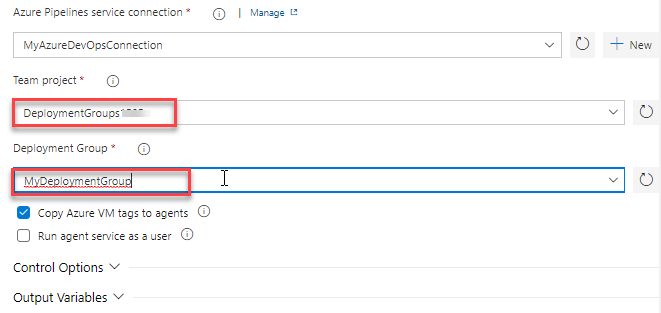 Azure Pipelines service connection * | Manage
MyAzureDevOpsConnection New
Team project *
DeploymentGroups
Deployment Group *
MyDeploymentGroup
Copy Azure VM tags to agents
Run agent service as a user
Control Options
Output Variables